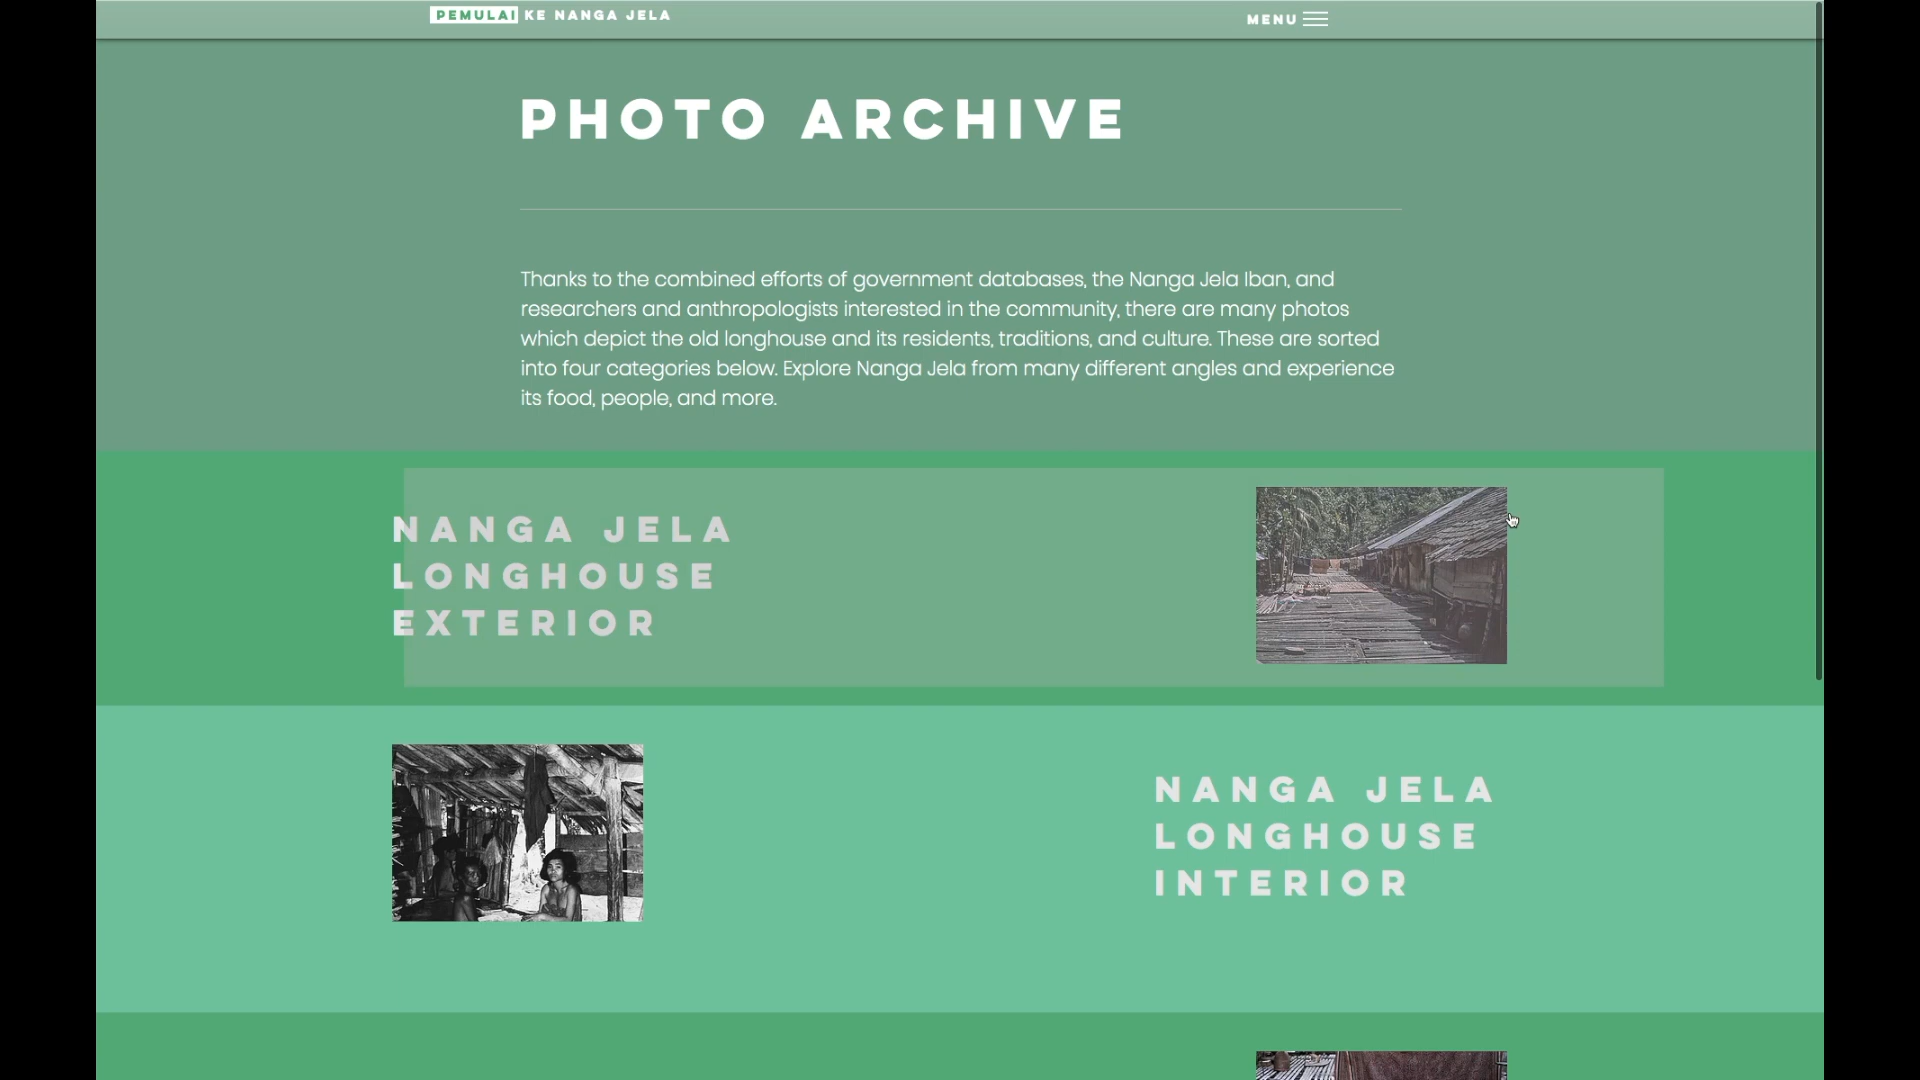 PEMULAI KE NANGA JELA
MENU
PHOTO ARCHIVE
Thanks to the combined efforts of government databases, the Nanga Jela Iban, and
researchers and anthropologists interested in the community, there are many photos
which depict the old longhouse and its residents, traditions, and culture. These are sorted
into four categories below. Explore Nanga Jela from many different angles and experience
its food, people, and more.
NANGA JELA
LONGHOUSE
EXTERIOR
NANGA JELA
LONGHOUSE
INTERIOR